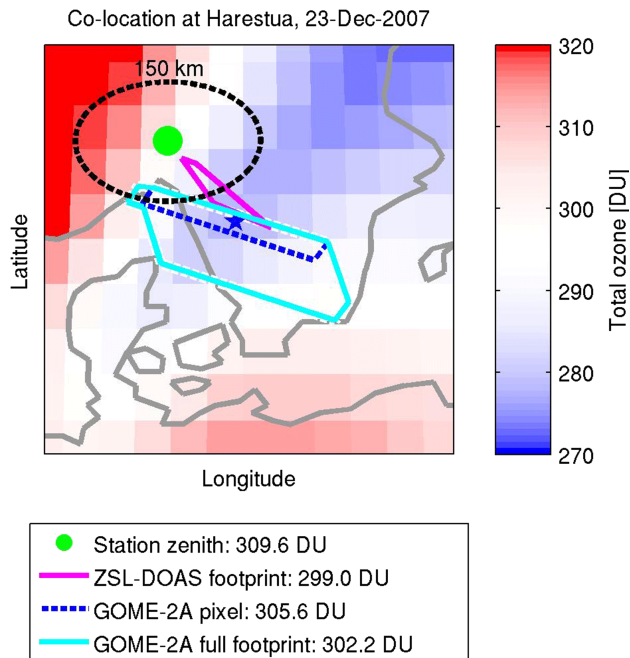 Co-location at Harestua, 23-Dec-2007
150 km
Latitude
Longitude
320
310
300
290
280
270
Total ozone [DU]
Station zenith: 309.6 DU
ZSL-DOAS footprint: 299.0 DU
GOME-2A pixel: 305.6 DU
GOME-2A full footprint: 302.2 DU